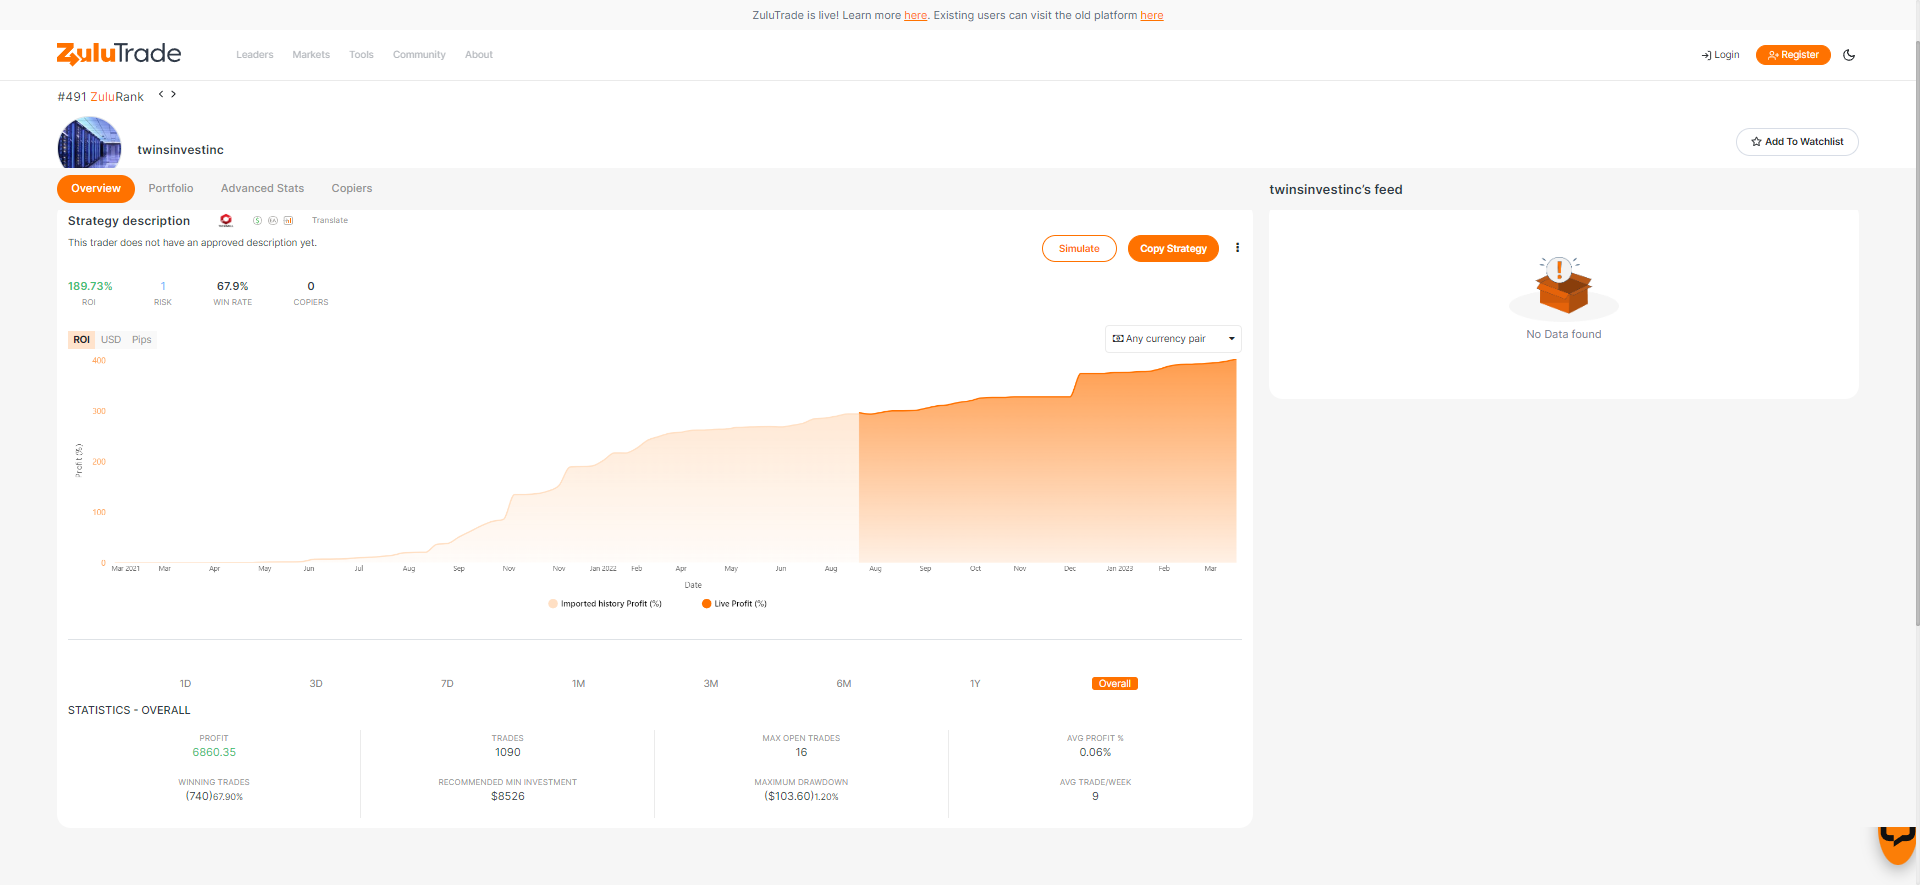 ZuluTrade is live! Learn more here. Existing users can visit the old platform here
ZuluTrade
Leaders Markets Tools Community About
Login Register
#491 ZuluRank
twinsinvestinc
Add To Watchlist
Overview Portfolio Advanced Stats Copiers
twinsinvestinc's feed
Strategy description Translate
This trader does not have an approved description yet.
Simulate Copy Strategy
189.73% 1 67.9% 0
ROI RISK WIN RATE COPIERS
ROI USD Pips
Any currency pair
400
300
200
100
0
Profit (%)
Mar 2021 Mar Apr May Jun Jul Aug Sep Nov Nov Jan 2022 Feb Apr May Jun Aug Aug Sep Oct Nov Dec Jan 2023 Feb Mar
Date
Imported history Profit (%) Live Profit (%)
No Data found
1D 3D 7D 1M 3M 6M 1Y Overall
STATISTICS - OVERALL
PROFIT TRADES MAX OPEN TRADES AVG PROFIT %
6860.35 1090 16 0.06%
WINNING TRADES RECOMMENDED MIN INVESTMENT MAXIMUM DRAWDOWN AVG TRADE/WEEK
(740)67.90% $8526 ($103.60)1.20% 9